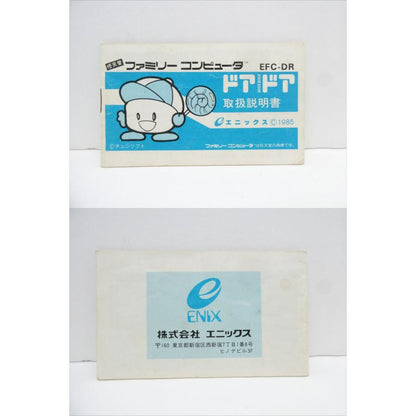 任天堂 ファミリーコンピュータ™ EFC-DR
ドアドア
取扱説明書
エニックス ©1985
©チュンソフト
ファミリーコンピュータは任天堂の商標です。
ENIX
株式会社 エニックス
〒160 東京都新宿区西新宿7丁目1番8号
ヒノデビル3F